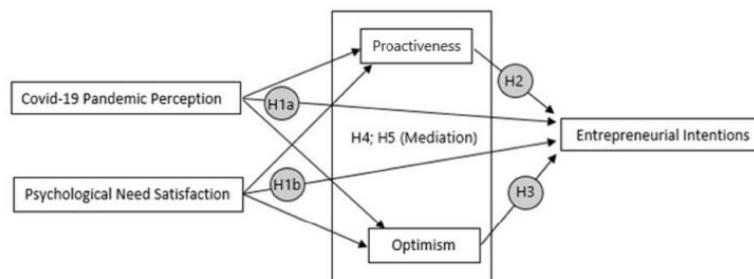 Proactiveness
H2
Covid-19 Pandemic Perception
H1a
H4; H5 (Mediation)
Entrepreneurial Intentions
Psychological Need Satisfaction
H1b
H3
Optimism